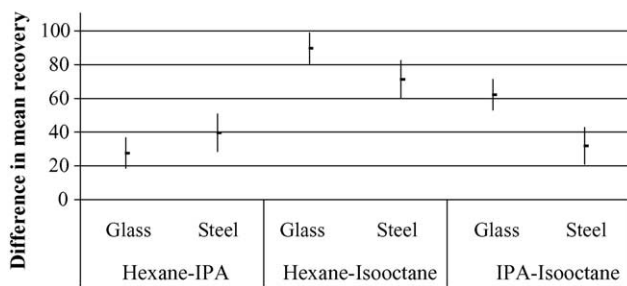 Difference in mean recovery
100
80
60
40
20
0
Glass Steel Glass Steel Glass Steel
Hexane-IPA Hexane-Isooctane IPA-Isooctane